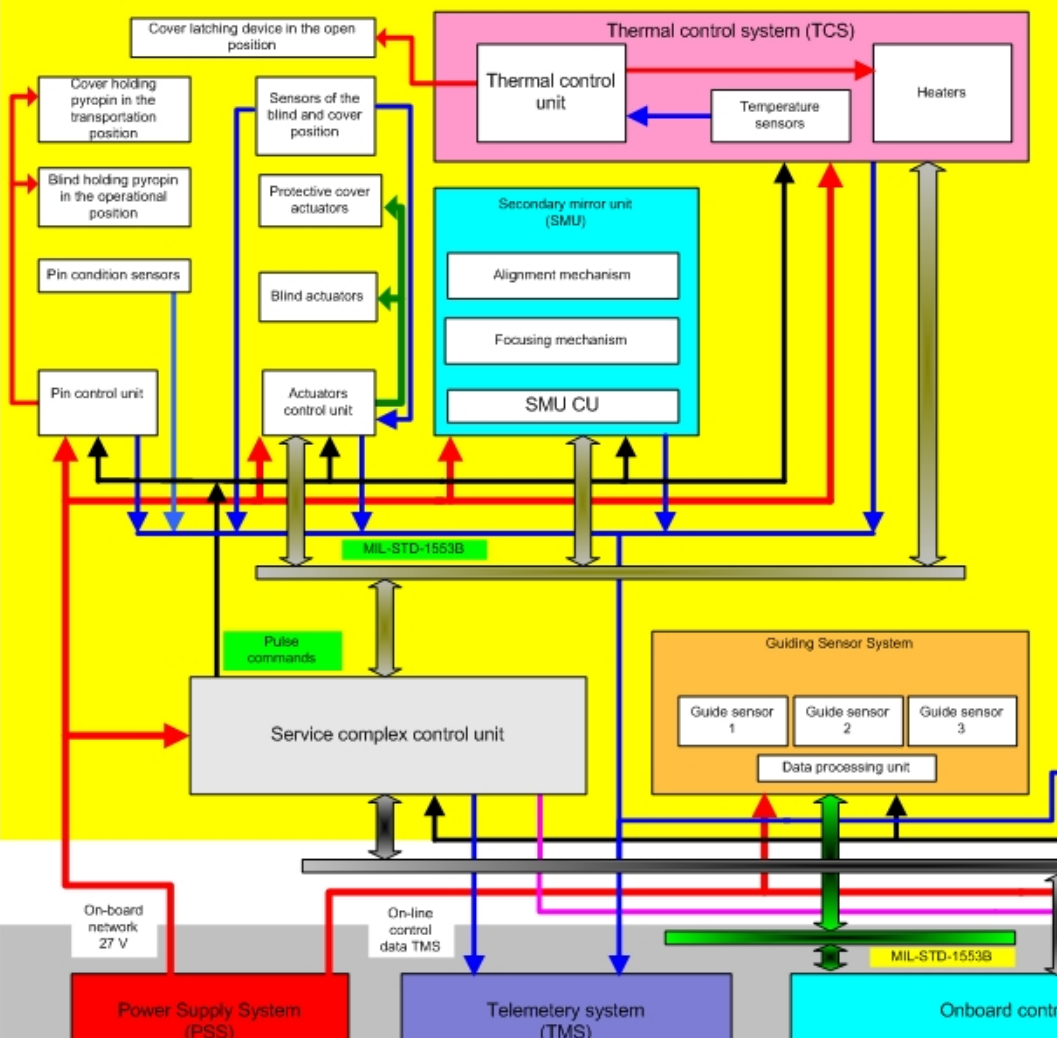 Cover latching device in the open
position
Thermal control system (TCS)
Thermal control
unit
Temperature
sensors
Heaters
Cover holding
pyropin in the
transportation
position
Sensors of the
blind and cover
position
Blind holding pyropin
in the operational
position
Protective cover
actuators
Secondary mirror unit
(SMU)
Pin condition sensors
Alignment mechanism
Blind actuators
Focusing mechanism
Pin control unit
Actuators
control unit
SMU CU
MIL-STD-1553B
Pulse
commands
Guiding Sensor System
Service complex control unit
Guide sensor
1
Guide sensor
2
Guide sensor
3
Data processing unit
On-board
network
27 V
On-line
control
data TMS
MIL-STD-1553B
Power Supply System
(PSS)
Telemetery system
(TMS)
Onboard contr